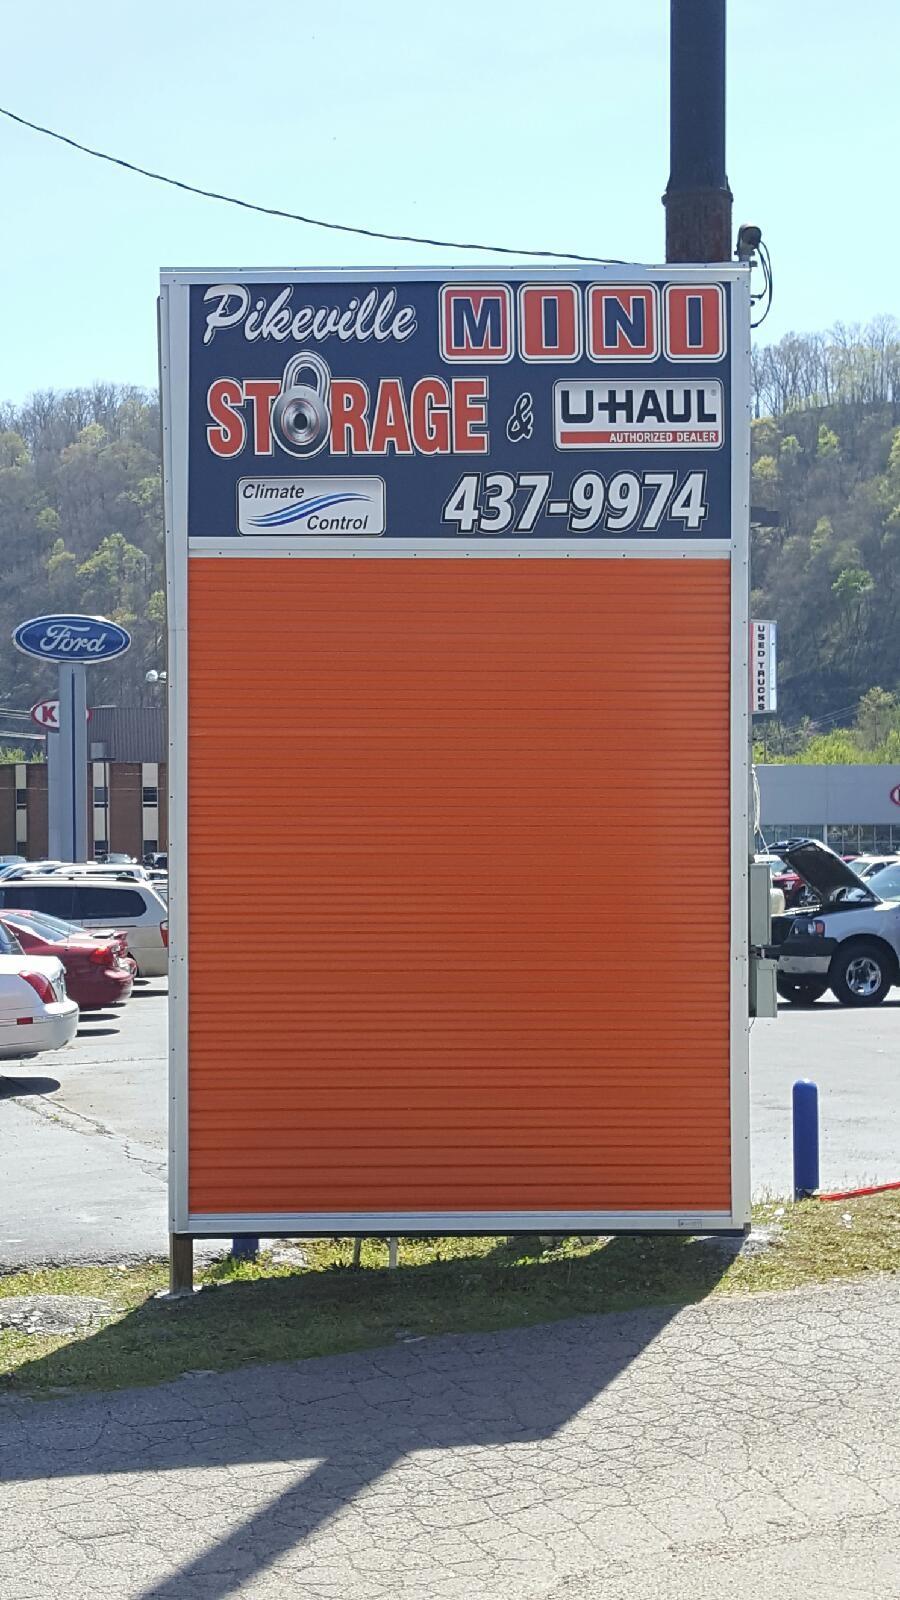 Pikeville MINI
STORAGE & U-HAUL
AUTHORIZED DEALER
Climate
Control
437-9974
Ford
K
USED TRUCKS